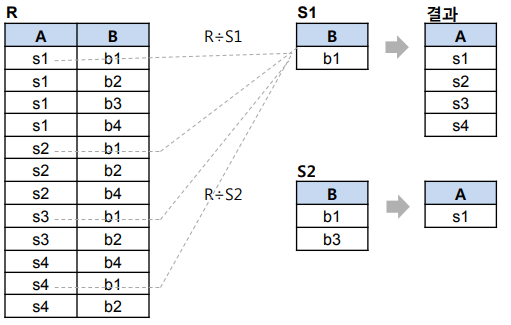 R
A B
s1 b1
s1 b2
s1 b3
s1 b4
s2 b1
s2 b2
s2 b4
s3 b1
s3 b2
s4 b4
s4 b1
s4 b2
R÷S1
R÷S2
S1
B
b1
결과
A
s1
s2
s3
s4
S2
B
b1
b3
A
s1